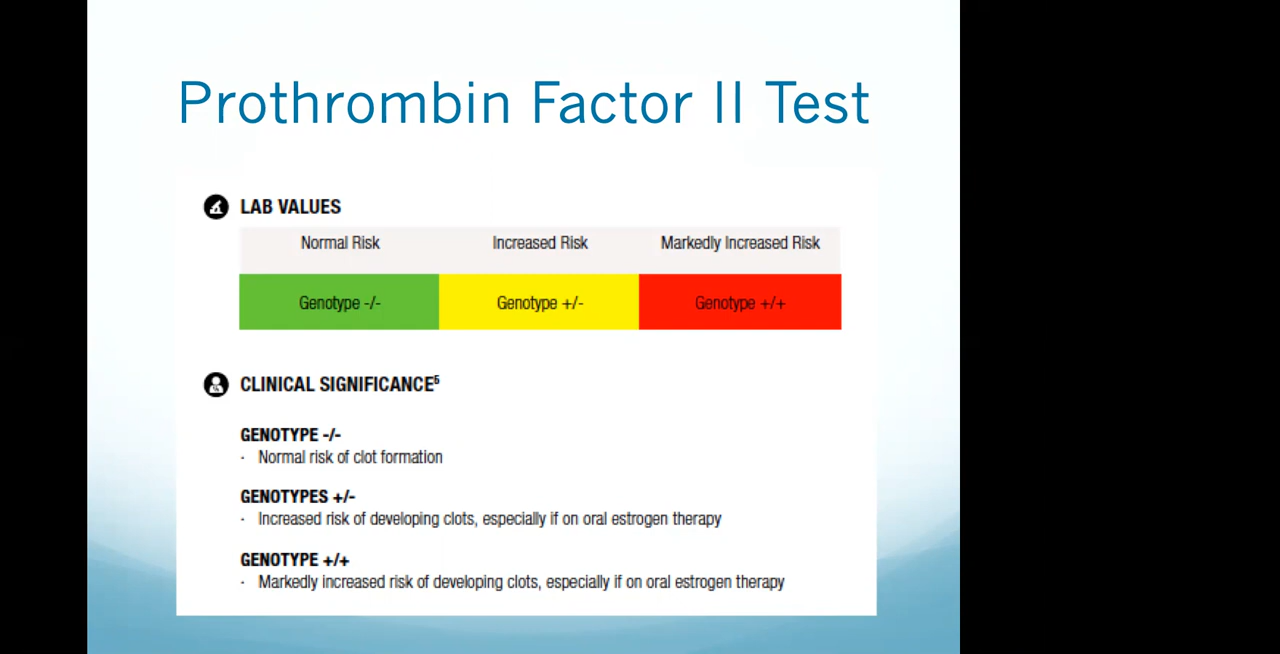 Prothrombin Factor II Test
LAB VALUES
Normal Risk Increased Risk Markedly Increased Risk
Genotype -/- Genotype +/- Genotype +/+
CLINICAL SIGNIFICANCE⁵
GENOTYPE -/-
· Normal risk of clot formation
GENOTYPES +/-
· Increased risk of developing clots, especially if on oral estrogen therapy
GENOTYPE +/+
· Markedly increased risk of developing clots, especially if on oral estrogen therapy